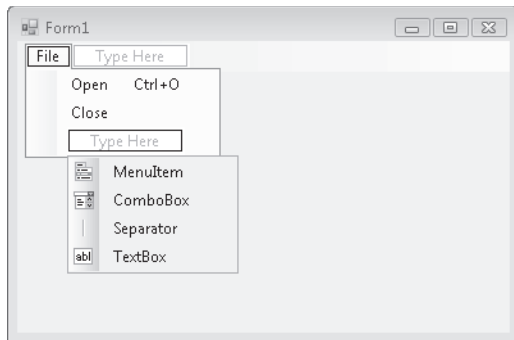 Form1
File Type Here
Open Ctrl+O
Close
Type Here
MenuItem
ComboBox
Separator
abl TextBox